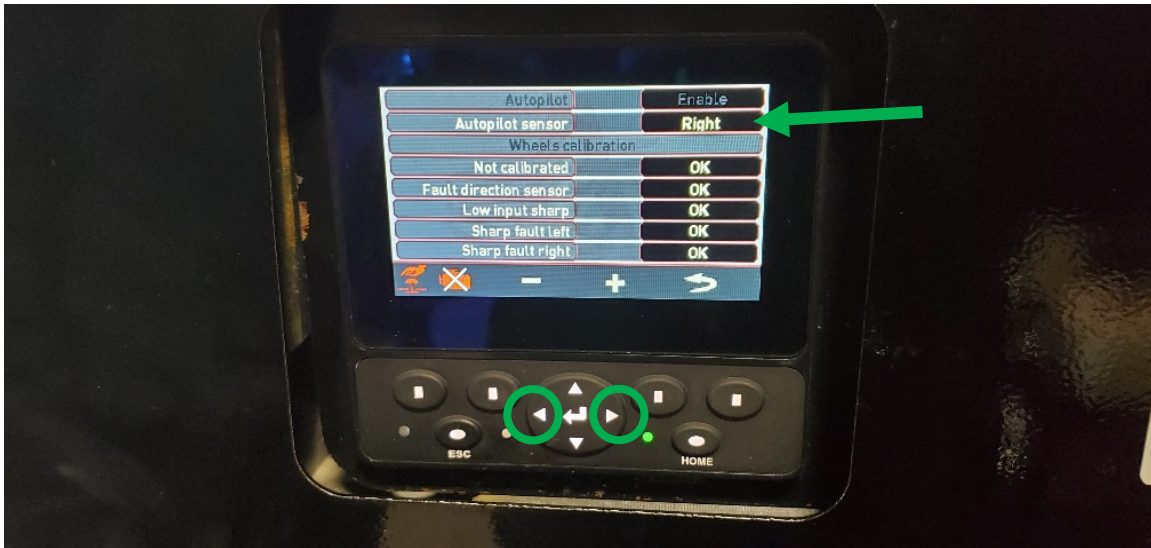 Autopilot Enable
Autopilot sensor Right
Wheels calibration
Not calibrated OK
Fault direction sensor OK
Low input sharp OK
Sharp fault left OK
Sharp fault right OK
ESC
HOME